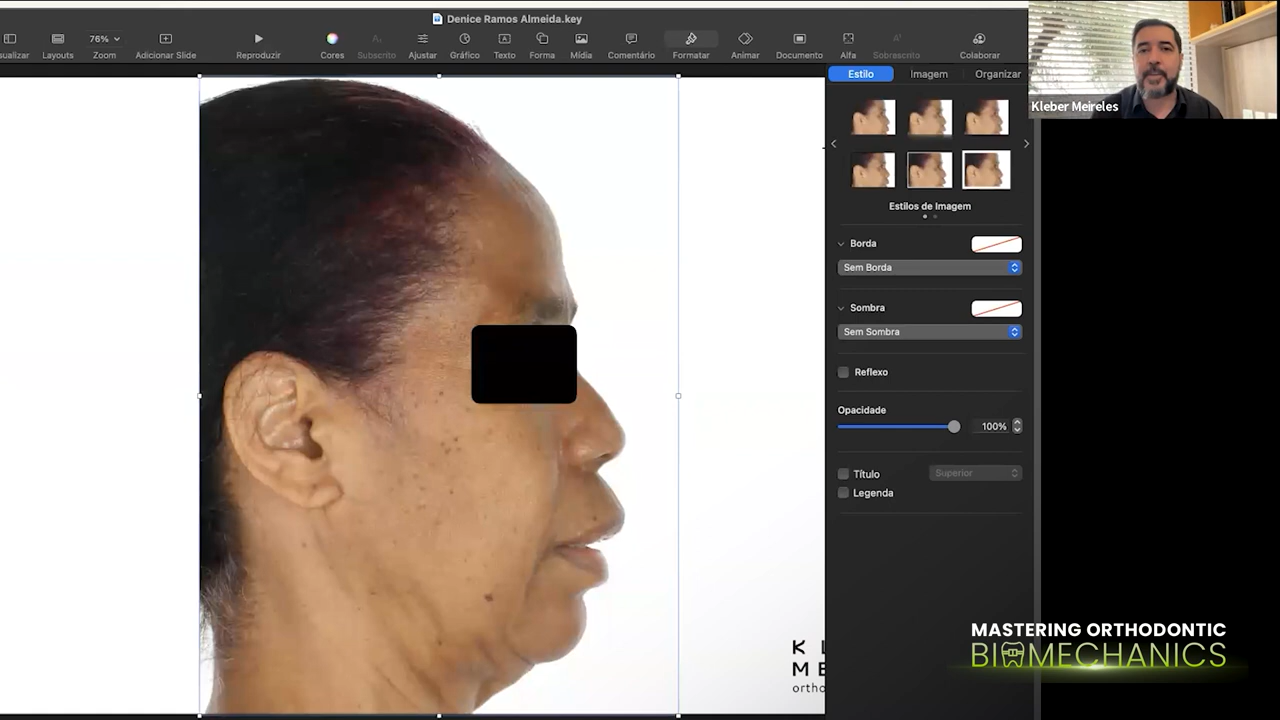 Denice Ramos Almeida.key
76%
Zoom
Layouts
Adicionar Slide
Reproduzir
Cores
Ajustar
Gráfico
Texto
Forma
Mídia
Comentário
Formatar
Animar
Documento
Alfa
Sobrescrito
Colaborar
Estilo
Imagem
Organizar
Kleber Meireles
Estilos de Imagem
Borda
Sem Borda
Sombra
Sem Sombra
Reflexo
Opacidade
100%
Título
Superior
Legenda
K L
ME
ortho
MASTERING ORTHODONTIC
BIOMECHANICS